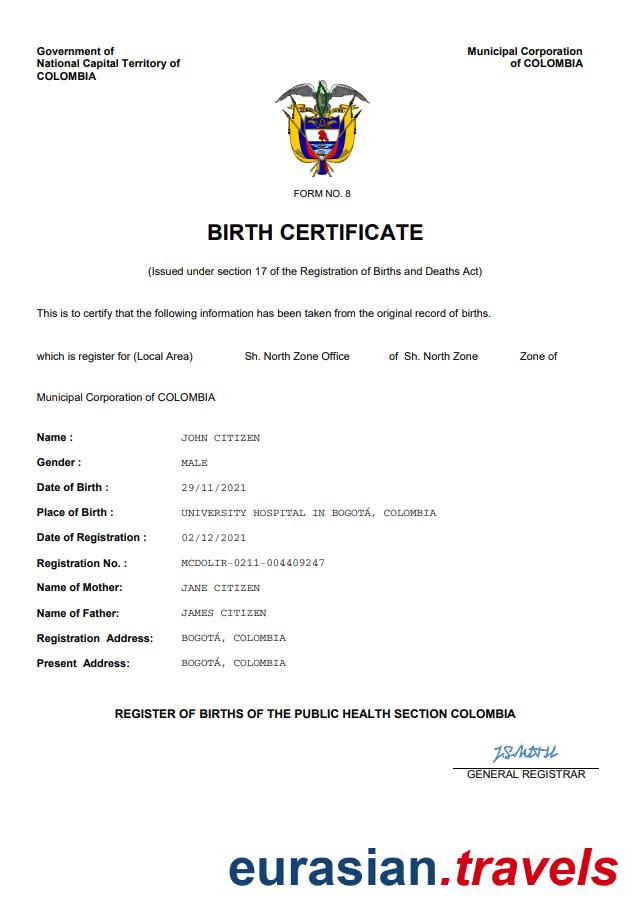 Government of
National Capital Territory of
COLOMBIA
Municipal Corporation
of COLOMBIA
FORM NO. 8
BIRTH CERTIFICATE
(Issued under section 17 of the Registration of Births and Deaths Act)
This is to certify that the following information has been taken from the original record of births.
which is register for (Local Area) Sh. North Zone Office of Sh. North Zone Zone of
Municipal Corporation of COLOMBIA
Name : JOHN CITIZEN
Gender : MALE
Date of Birth : 29/11/2021
Place of Birth : UNIVERSITY HOSPITAL IN BOGOTÁ, COLOMBIA
Date of Registration : 02/12/2021
Registration No. : MCDOLIR-0211-004409247
Name of Mother: JANE CITIZEN
Name of Father: JAMES CITIZEN
Registration Address: BOGOTÁ, COLOMBIA
Present Address: BOGOTÁ, COLOMBIA
REGISTER OF BIRTHS OF THE PUBLIC HEALTH SECTION COLOMBIA
GENERAL REGISTRAR
eurasian.travels